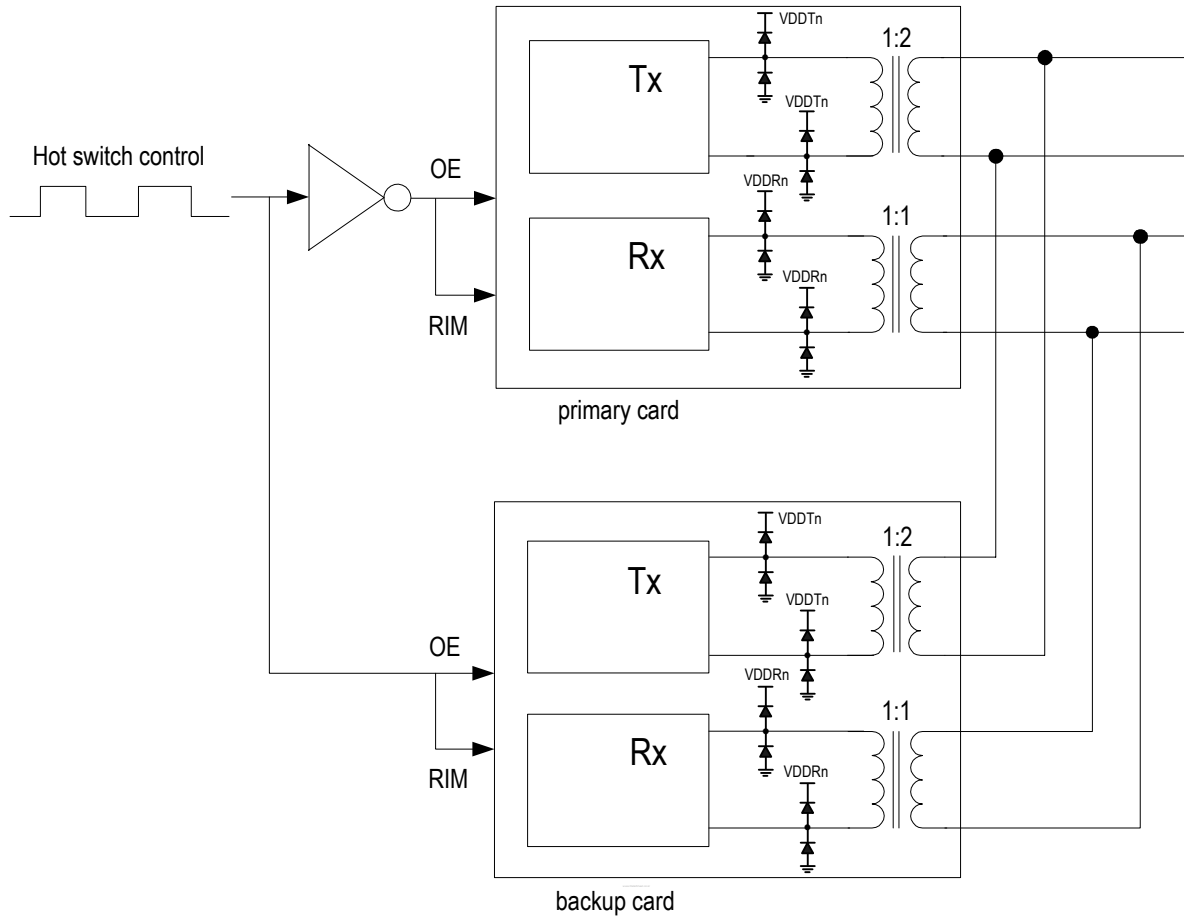 VDDTn
1:2
Tx
VDDTn
Hot switch control
OE
VDDRn
1:1
Rx
VDDRn
RIM
primary card
VDDTn
1:2
Tx
VDDTn
OE
VDDRn
1:1
Rx
RIM
VDDRn
backup card